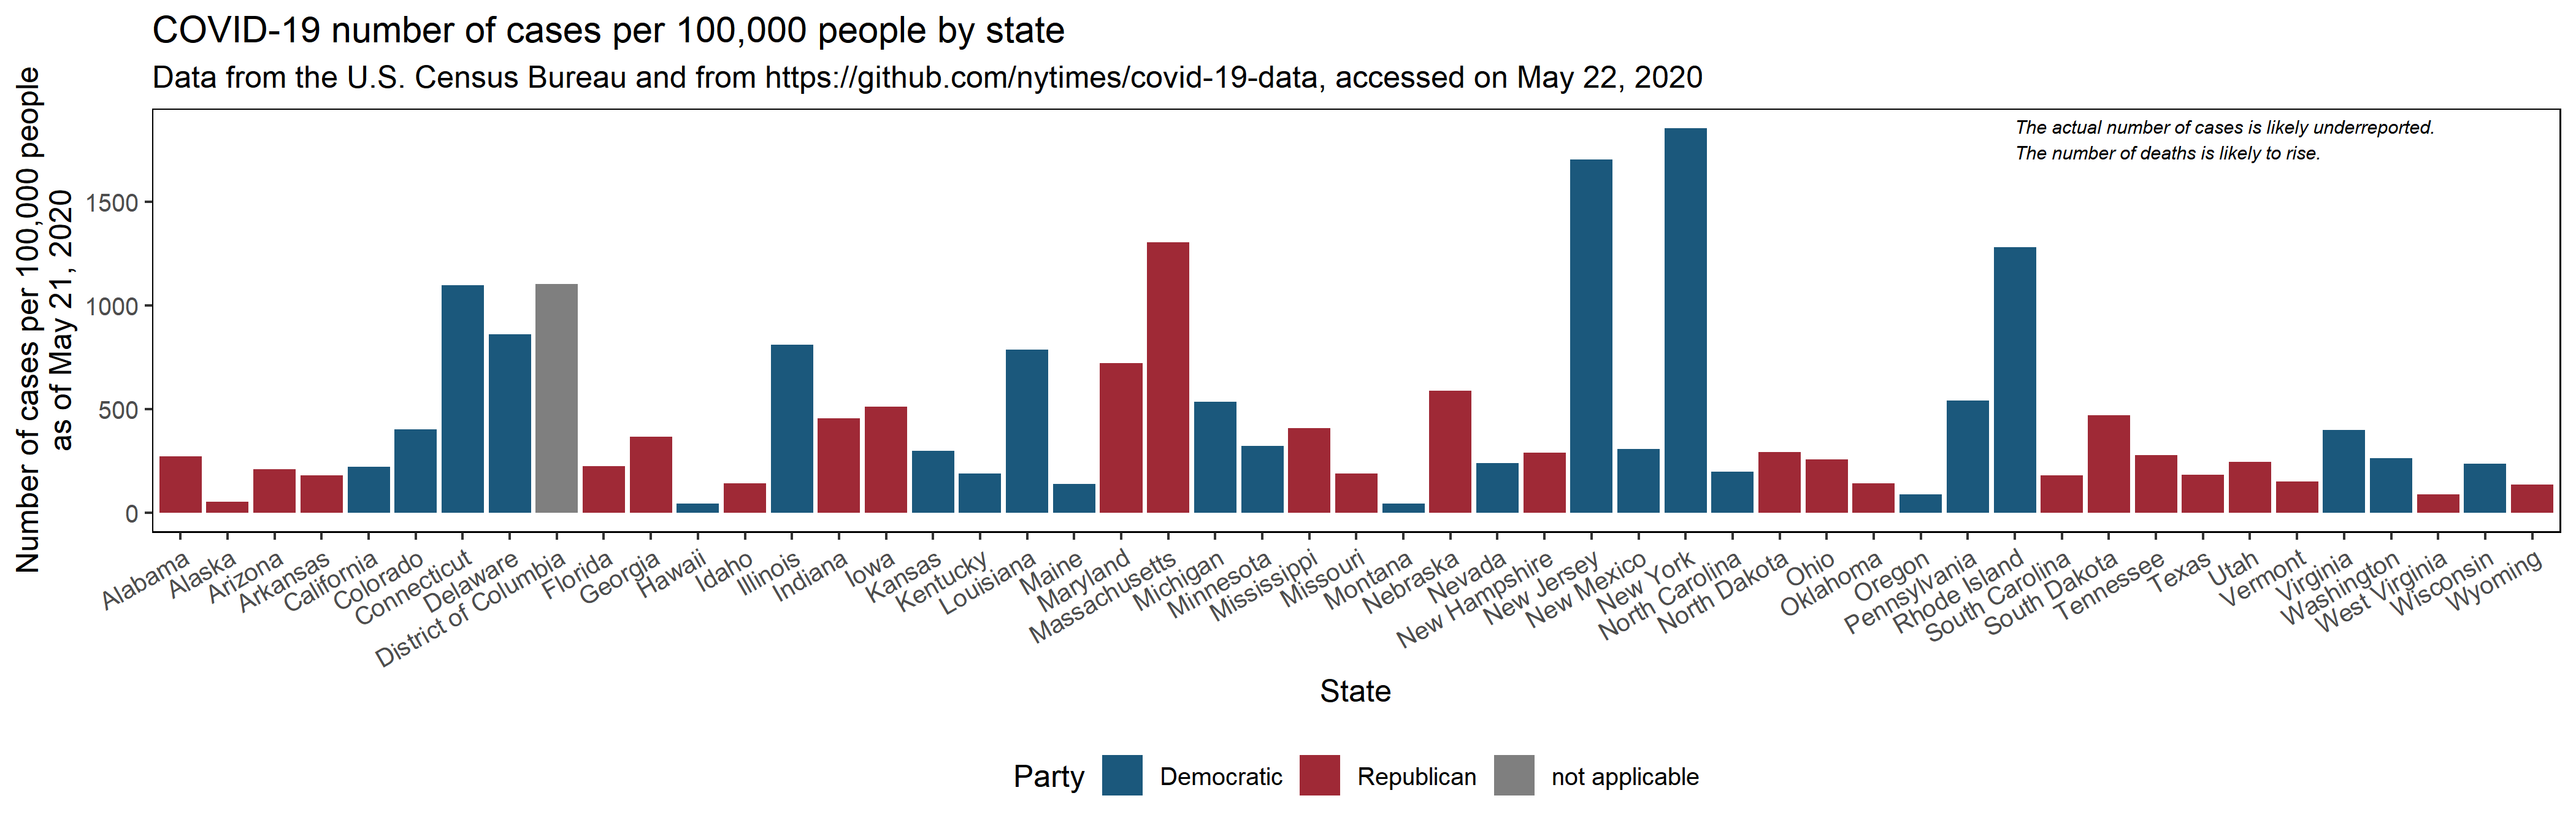 COVID-19 number of cases per 100,000 people by state
Data from the U.S. Census Bureau and from https://github.com/nytimes/covid-19-data, accessed on May 22, 2020
Number of cases per 100,000 people
as of May 21, 2020
The actual number of cases is likely underreported.
The number of deaths is likely to rise.
1500
1000
500
0
Alabama
Alaska
Arizona
Arkansas
California
Colorado
Connecticut
Delaware
District of Columbia
Florida
Georgia
Hawaii
Idaho
Illinois
Indiana
Iowa
Kansas
Kentucky
Louisiana
Maine
Maryland
Massachusetts
Michigan
Minnesota
Mississippi
Missouri
Montana
Nebraska
Nevada
New Hampshire
New Jersey
New Mexico
New York
North Carolina
North Dakota
Ohio
Oklahoma
Oregon
Pennsylvania
Rhode Island
South Carolina
South Dakota
Tennessee
Texas
Utah
Vermont
Virginia
Washington
West Virginia
Wisconsin
Wyoming
State
Party
Democratic
Republican
not applicable